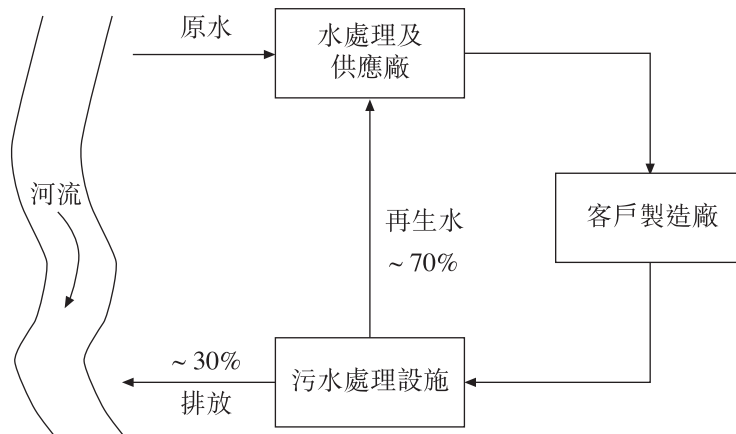 原水
水處理及
供應廠
河流
再生水
~ 70%
客戶製造廠
~ 30%
排放
污水處理設施